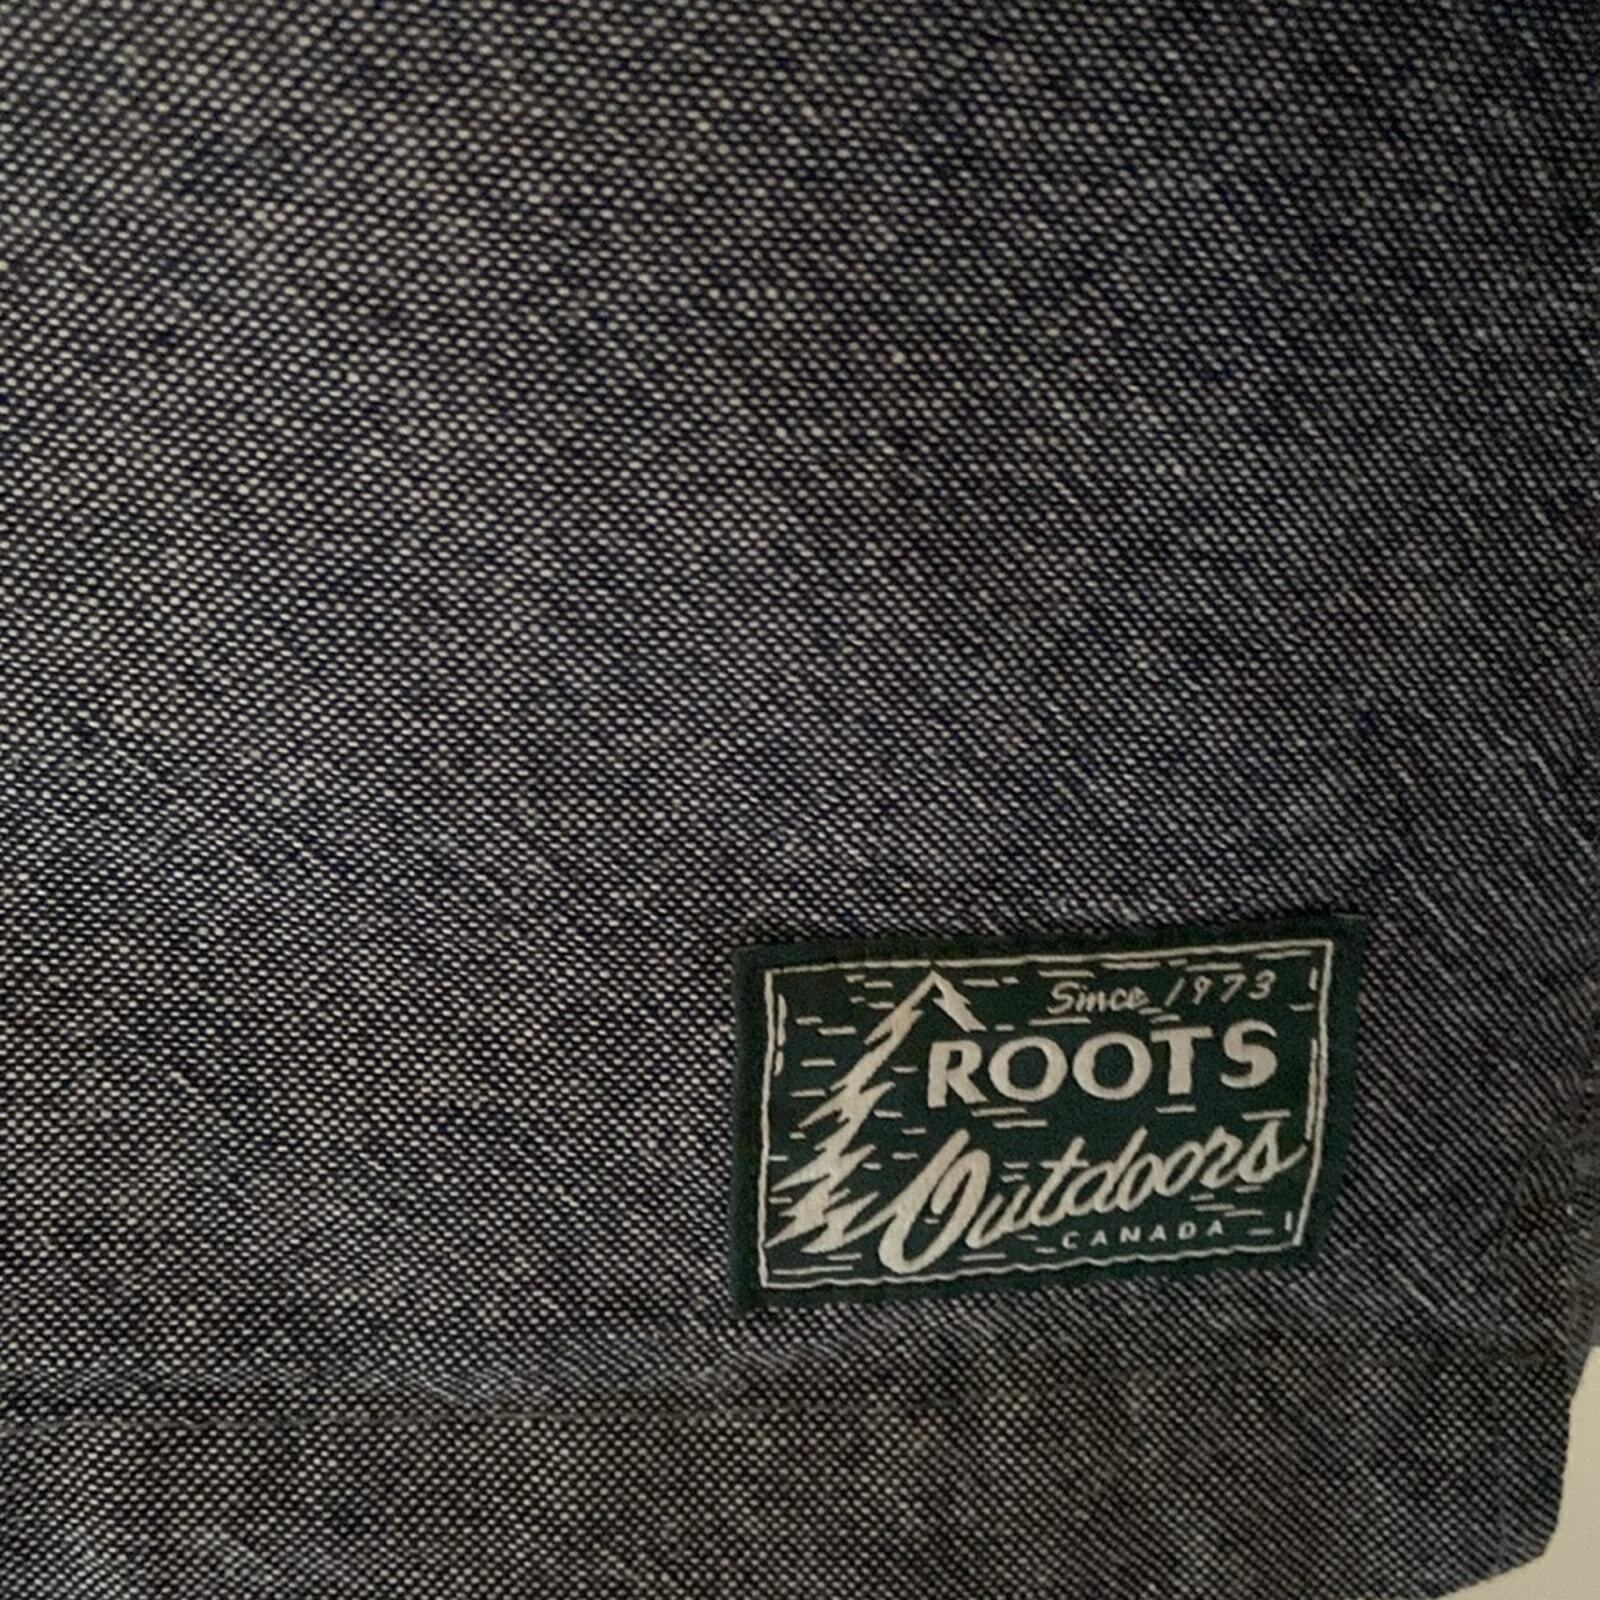 Since 1973
ROOTS
Outdoors
CANADA